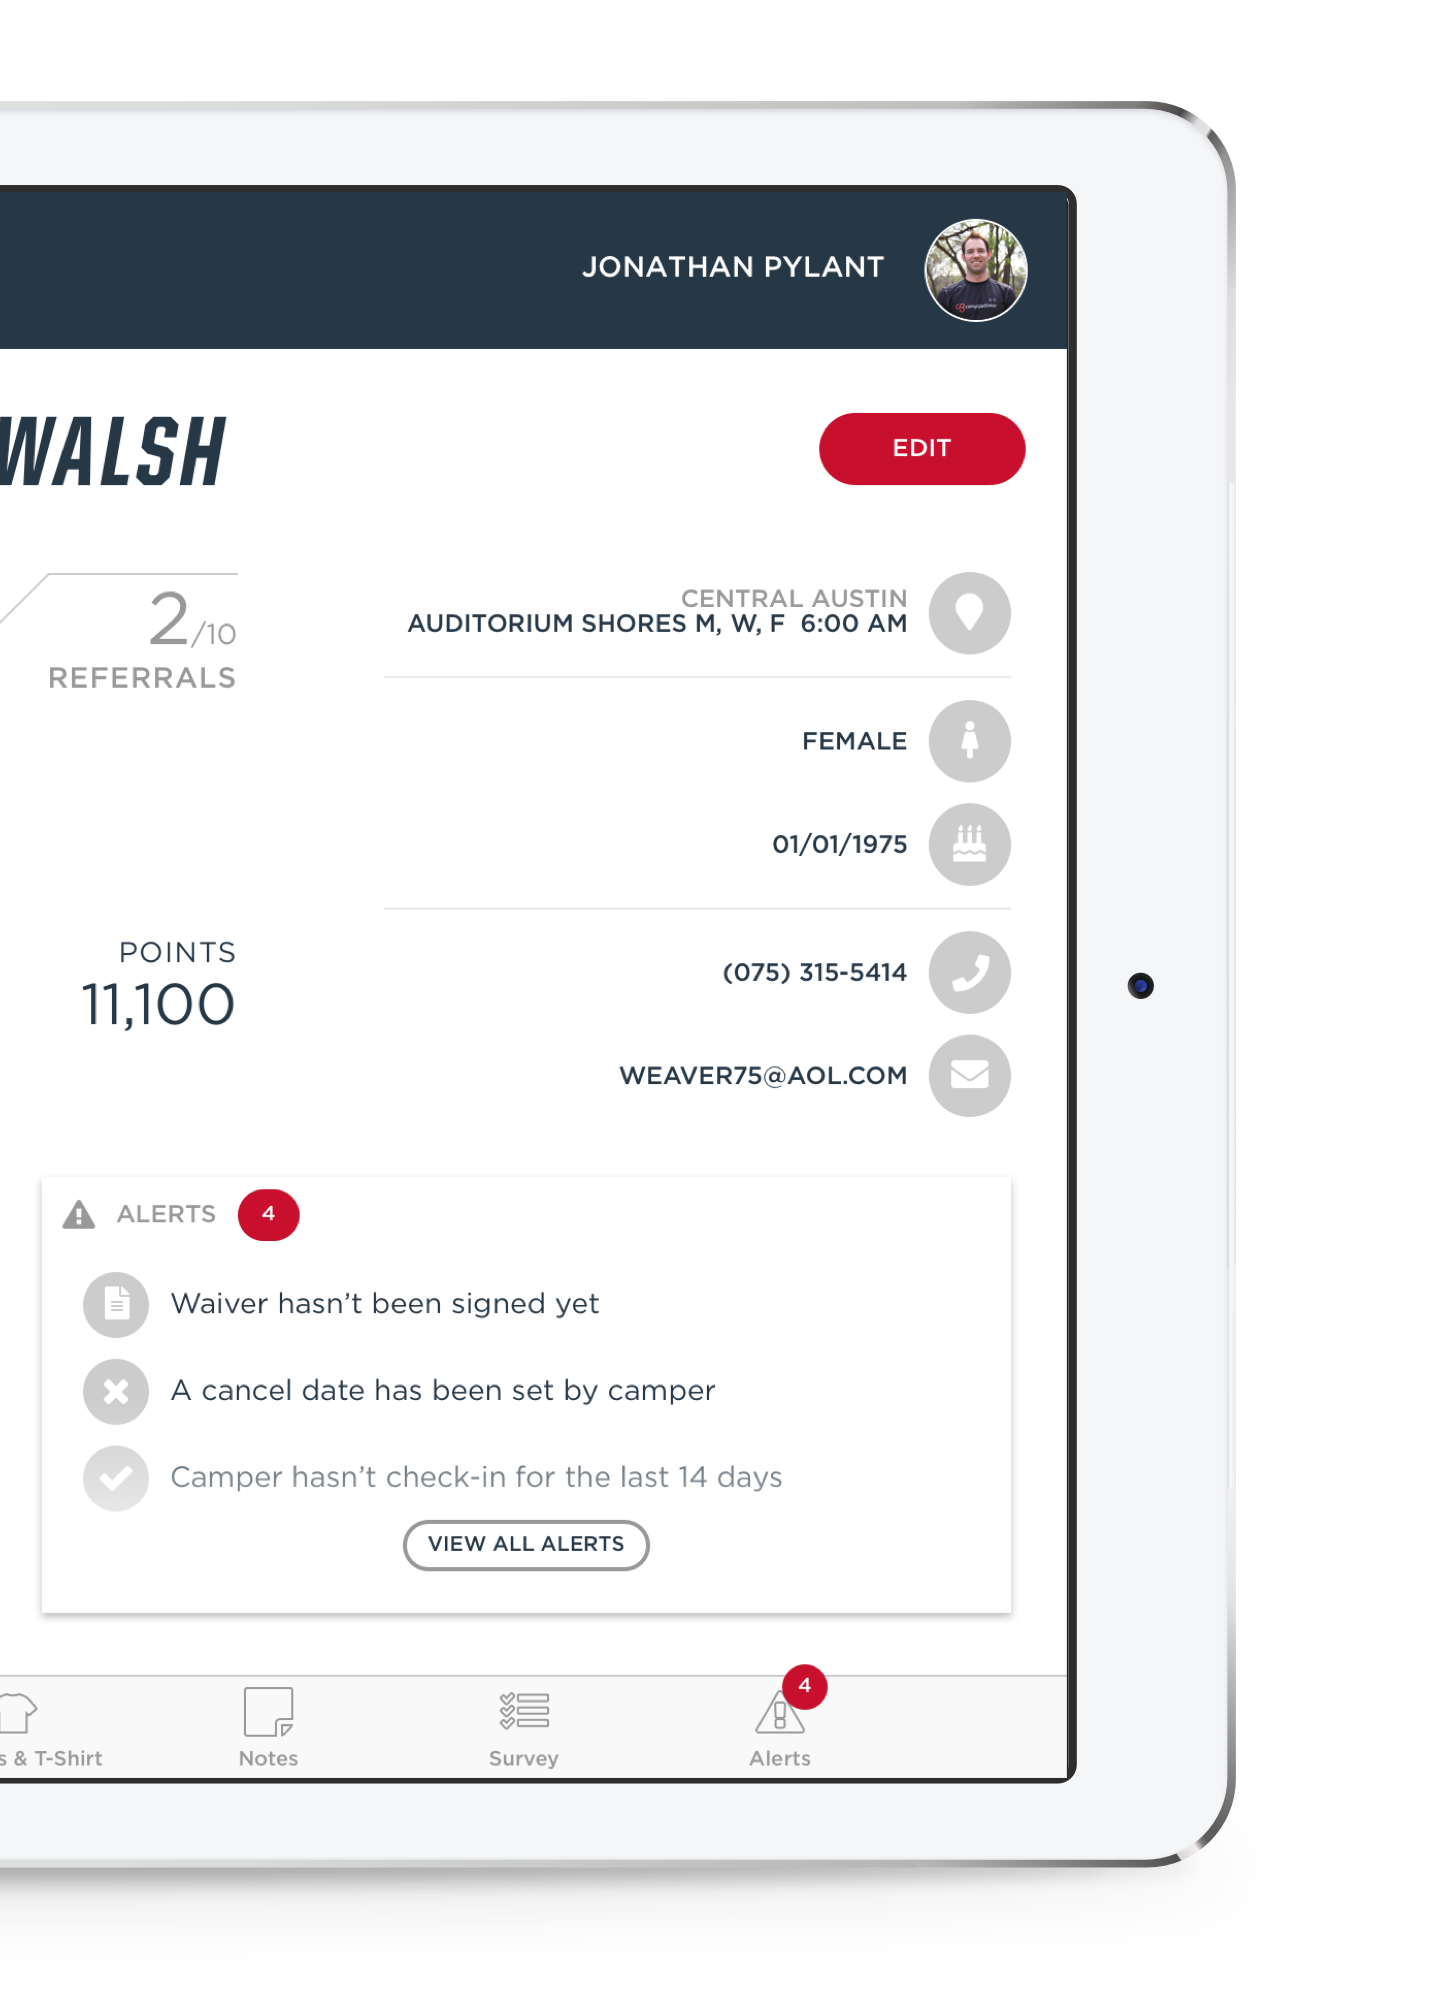 JONATHAN PYLANT
WALSH
EDIT
2/10
REFERRALS
CENTRAL AUSTIN
AUDITORIUM SHORES M, W, F  6:00 AM
FEMALE
01/01/1975
POINTS
11,100
(075) 315-5414
WEAVER75@AOL.COM
ALERTS 4
Waiver hasn't been signed yet
A cancel date has been set by camper
Camper hasn't check-in for the last 14 days
VIEW ALL ALERTS
s & T-Shirt
Notes
Survey
4
Alerts